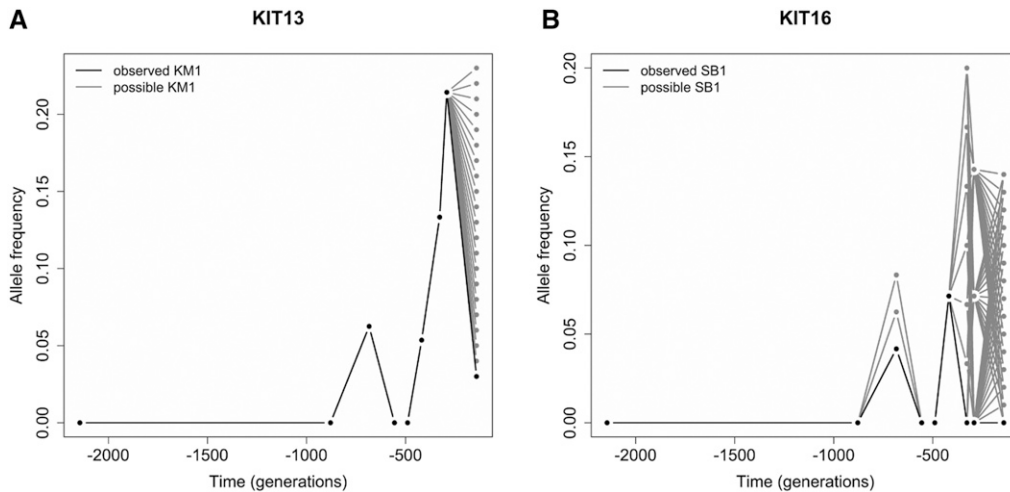 A
KIT13
observed KM1
possible KM1
Allele frequency
0.00
0.05
0.10
0.15
0.20
-2000
-1500
-1000
-500
Time (generations)
B
KIT16
observed SB1
possible SB1
Allele frequency
0.00
0.05
0.10
0.15
0.20
-2000
-1500
-1000
-500
Time (generations)